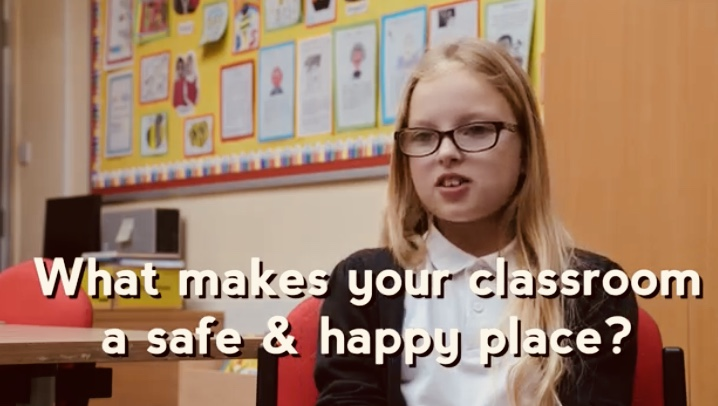 What makes your classroom
a safe & happy place?